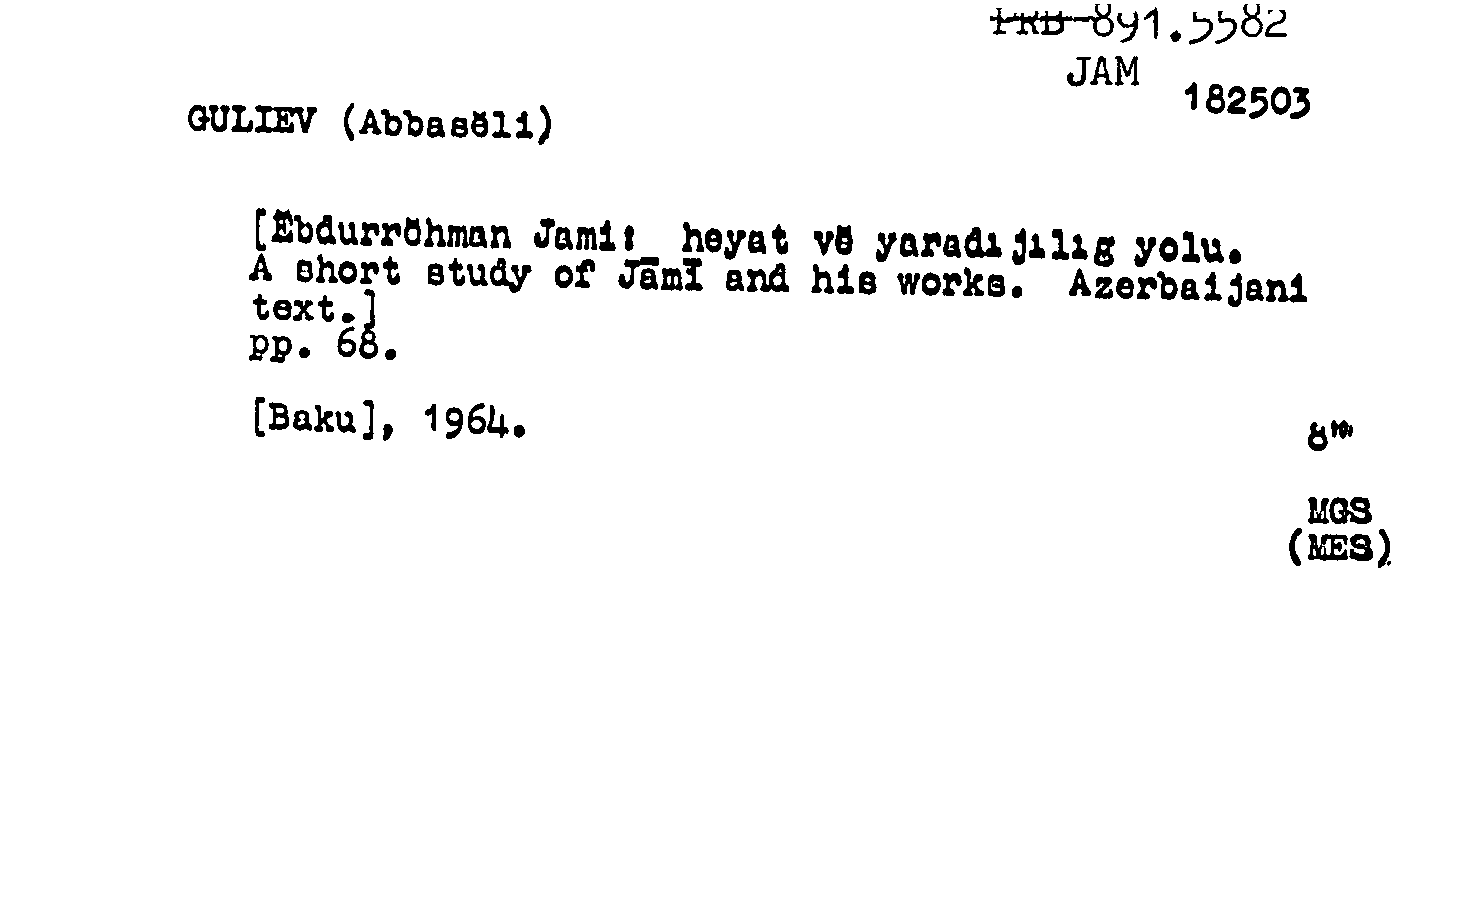 PRB 891.5582
JAM
182503
GULIEV (Abbasëli)
[Ëbdurrëhman Jami: heyat vë yaradıjılıg yolu.
A short study of Jāmī and his works. Azerbaijani
text.]
pp. 68.
[Baku], 1964.
8vo.
MGS
(MES)